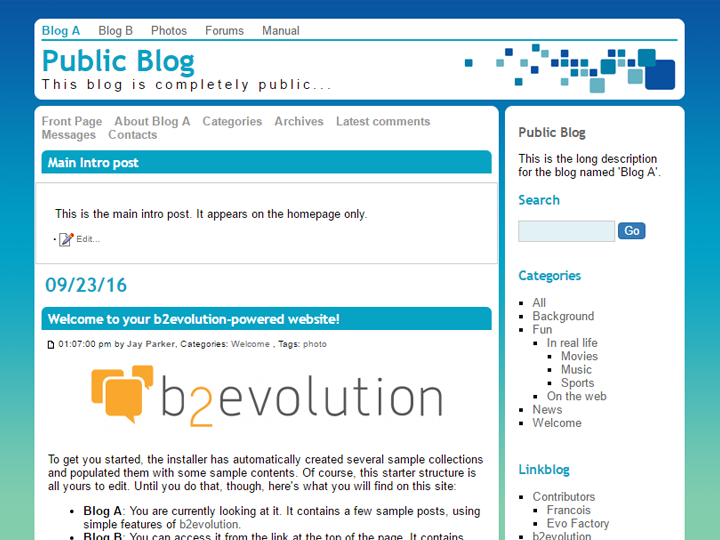 Blog A Blog B Photos Forums Manual
Public Blog
This blog is completely public...
Front Page About Blog A Categories Archives Latest comments
Messages Contacts
Main Intro post
This is the main intro post. It appears on the homepage only.
Edit...
09/23/16
Welcome to your b2evolution-powered website!
01:07:00 pm by Jay Parker, Categories: Welcome , Tags: photo
b2evolution
To get you started, the installer has automatically created several sample collections
and populated them with some sample contents. Of course, this starter structure is
all yours to edit. Until you do that, though, here's what you will find on this site:
• Blog A: You are currently looking at it. It contains a few sample posts, using
simple features of b2evolution.
• Blog B: You can access it from the link at the top of the page. It contains
Public Blog
This is the long description
for the blog named 'Blog A'.
Search
Go
Categories
All
Background
Fun
In real life
Movies
Music
Sports
On the web
News
Welcome
Linkblog
Contributors
Francois
Evo Factory
b2evolution